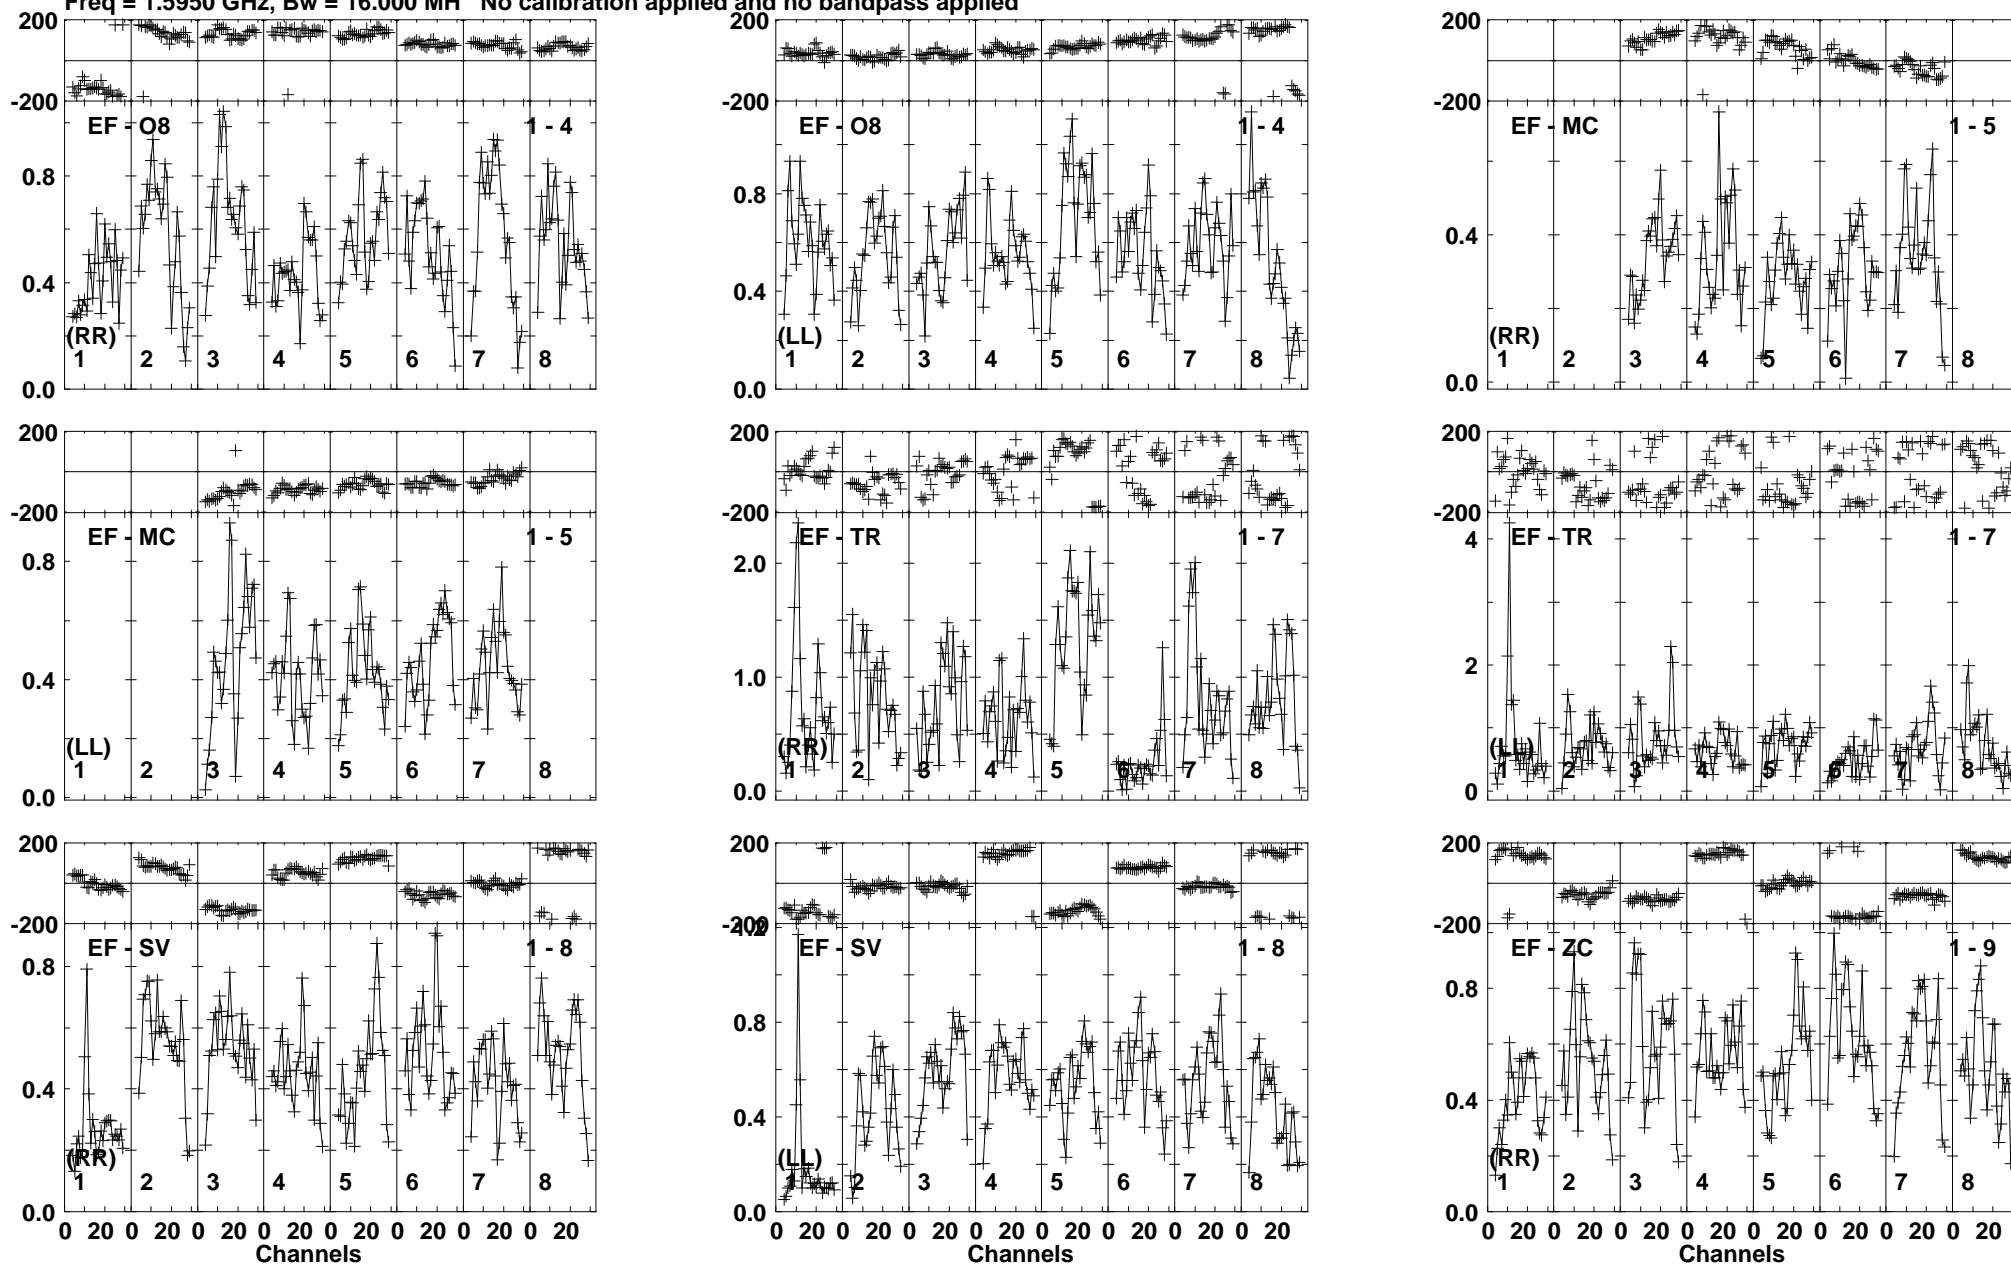 Freq = 1.5950 GHz, Bw = 16.000 MH No calibration applied and no bandpass applied
200
-200
EF - O8 1 - 4
0.8
0.4
(RR)
1 2 3 4 5 6 7 8
0.0
200
-200
EF - O8 1 - 4
0.8
0.4
(LL)
1 2 3 4 5 6 7 8
0.0
200
-200
EF - MC 1 - 5
0.4
(RR)
1 2 3 4 5 6 7 8
0.0
200
-200
EF - MC 1 - 5
0.8
0.4
(LL)
1 2 3 4 5 6 7 8
0.0
200
-200
EF - TR 1 - 7
2.0
1.0
(RR)
1 2 3 4 5 6 7 8
0.0
200
-200
EF - TR 1 - 7
4
2
(LL)
1 2 3 4 5 6 7 8
0
200
-200
EF - SV 1 - 8
0.8
0.4
(RR)
1 2 3 4 5 6 7 8
0.0
0 20 0 20 0 20 0 20 0 20 0 20 0 20 0 20
Channels
200
-200
1.2
EF - SV 1 - 8
0.8
0.4
(LL)
1 2 3 4 5 6 7 8
0.0
0 20 0 20 0 20 0 20 0 20 0 20 0 20 0 20
Channels
200
-200
EF - ZC 1 - 9
0.8
0.4
(RR)
1 2 3 4 5 6 7 8
0.0
0 20 0 20 0 20 0 20 0 20 0 20 0 20 0 20
Channels